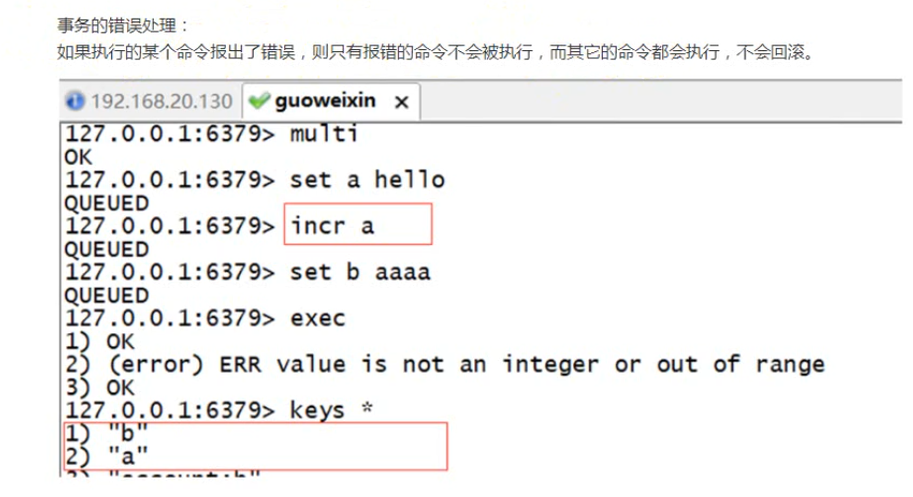 事务的错误处理：
如果执行的某个命令报出了错误，则只有报错的命令不会被执行，而其它的命令都会执行，不会回滚。
192.168.20.130 guoweixin ×
127.0.0.1:6379> multi
OK
127.0.0.1:6379> set a hello
QUEUED
127.0.0.1:6379> incr a
QUEUED
127.0.0.1:6379> set b aaaa
QUEUED
127.0.0.1:6379> exec
1) OK
2) (error) ERR value is not an integer or out of range
3) OK
127.0.0.1:6379> keys *
1) "b"
2) "a"